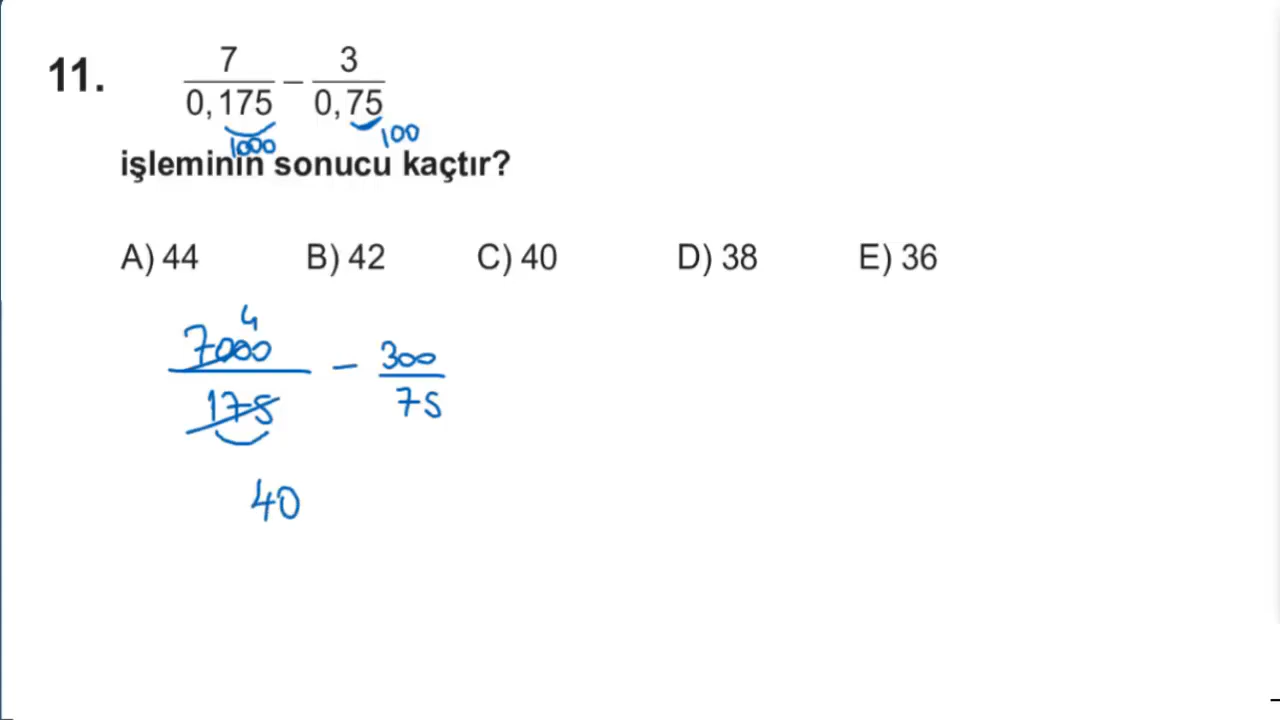 11. 7/0,175 − 3/0,75
1000 100
işleminin sonucu kaçtır?
A) 44 B) 42 C) 40 D) 38 E) 36
4
7000/175 − 300/75
40